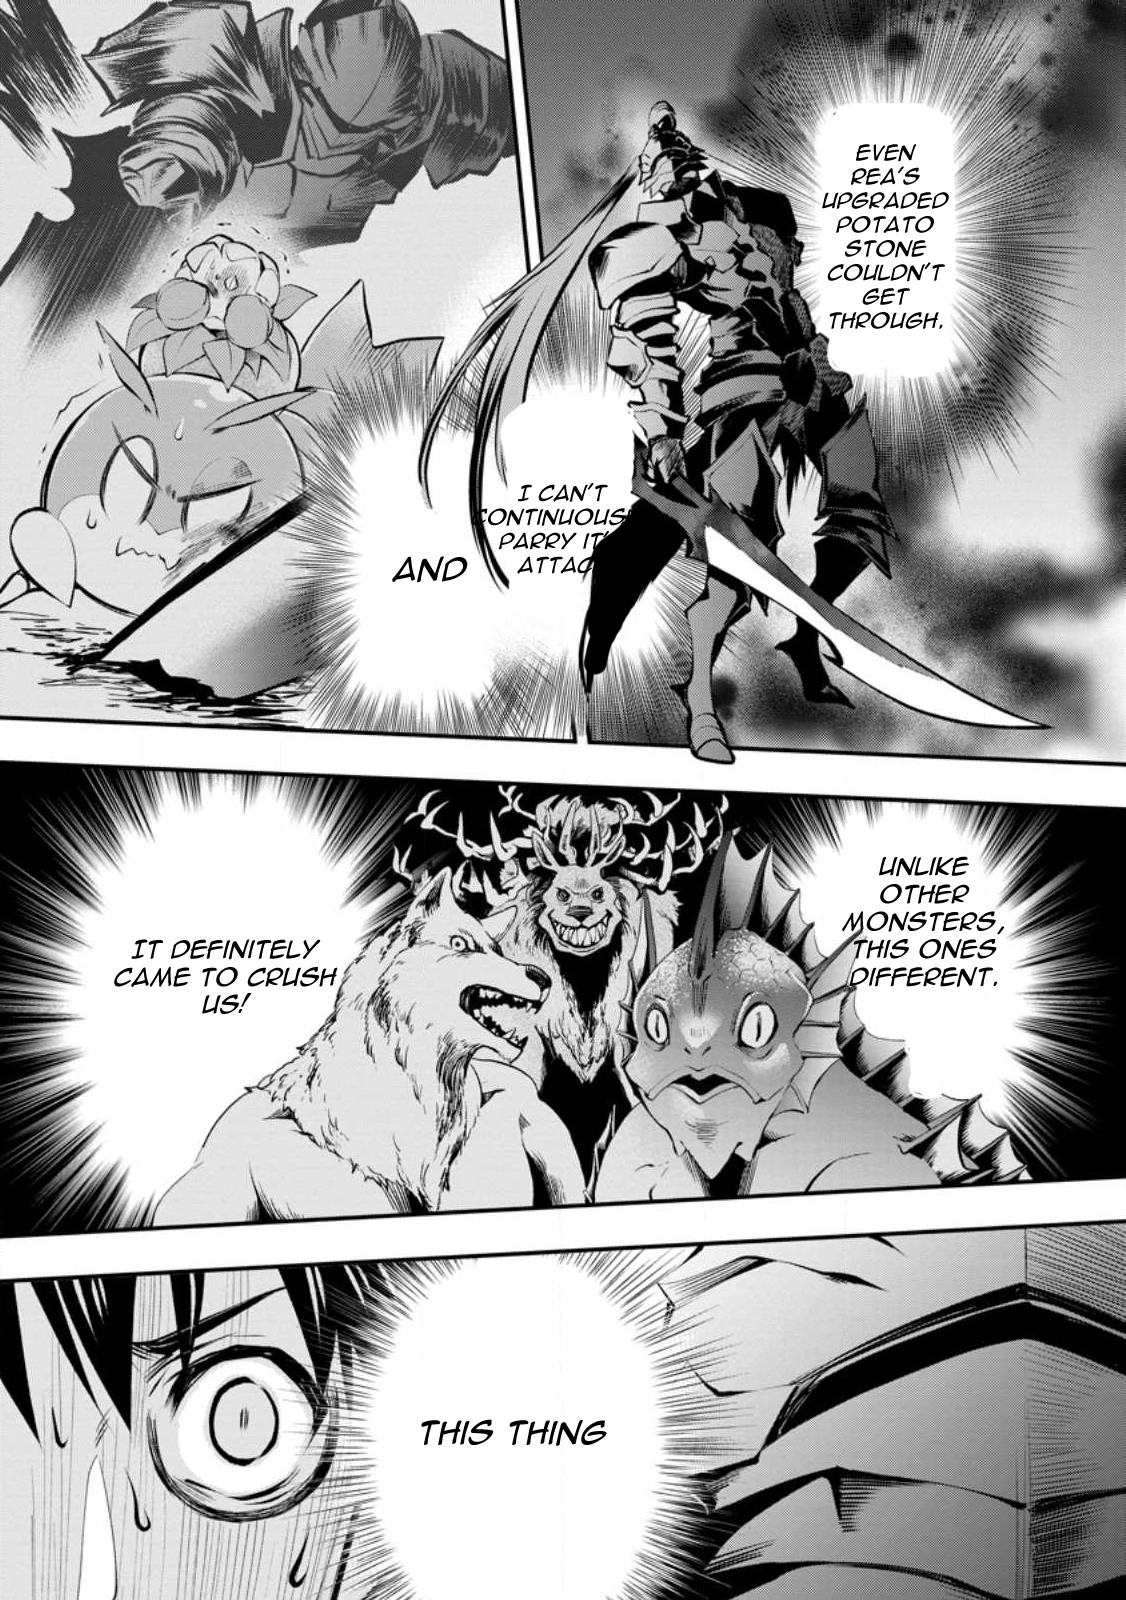 EVEN
REA'S
UPGRADED
POTATO
STONE
COULDN'T
GET
THROUGH.
I CAN'T
PARRY
AND
UNLIKE
OTHER
MONSTERS,
THIS ONES
DIFFERENT.
IT DEFINITELY
CAME TO CRUSH
US!
THIS THING